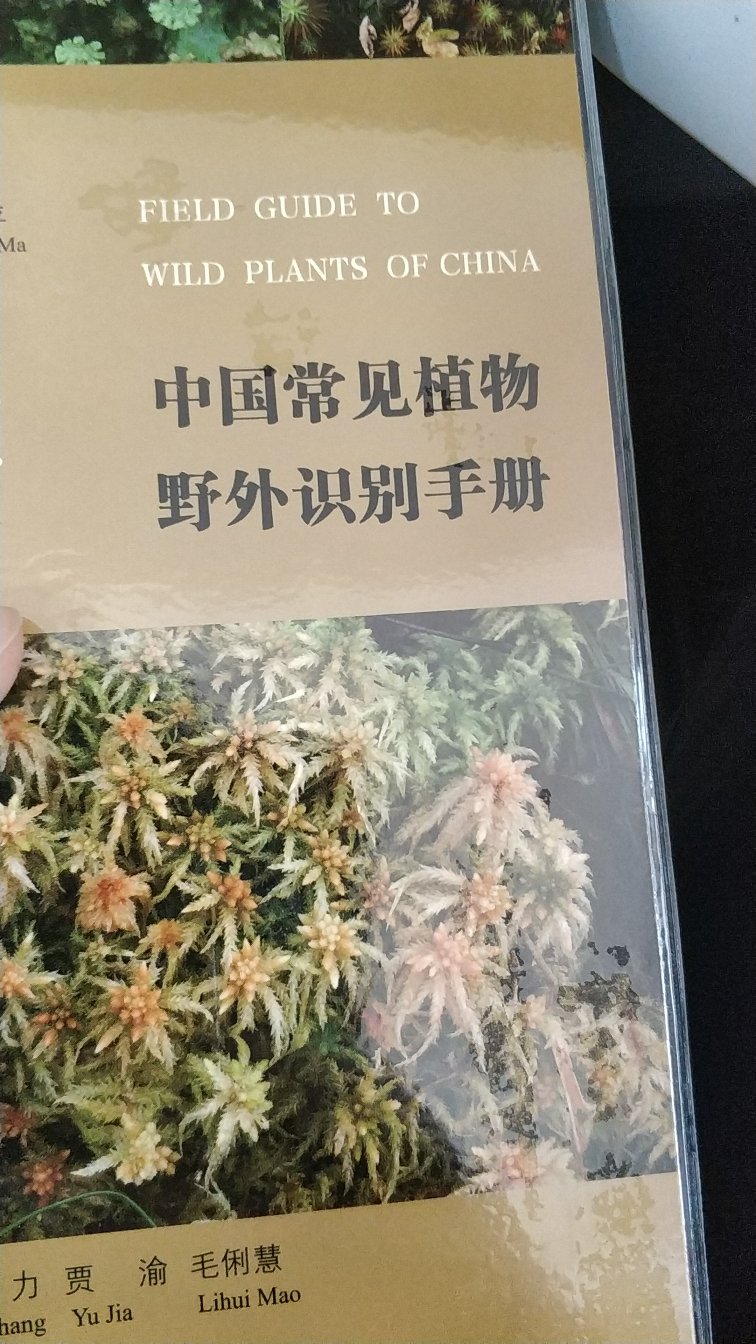 Ma
FIELD GUIDE TO
WILD PLANTS OF CHINA
中国常见植物
野外识别手册
力 贾 渝 毛俐慧
hang Yu Jia Lihui Mao